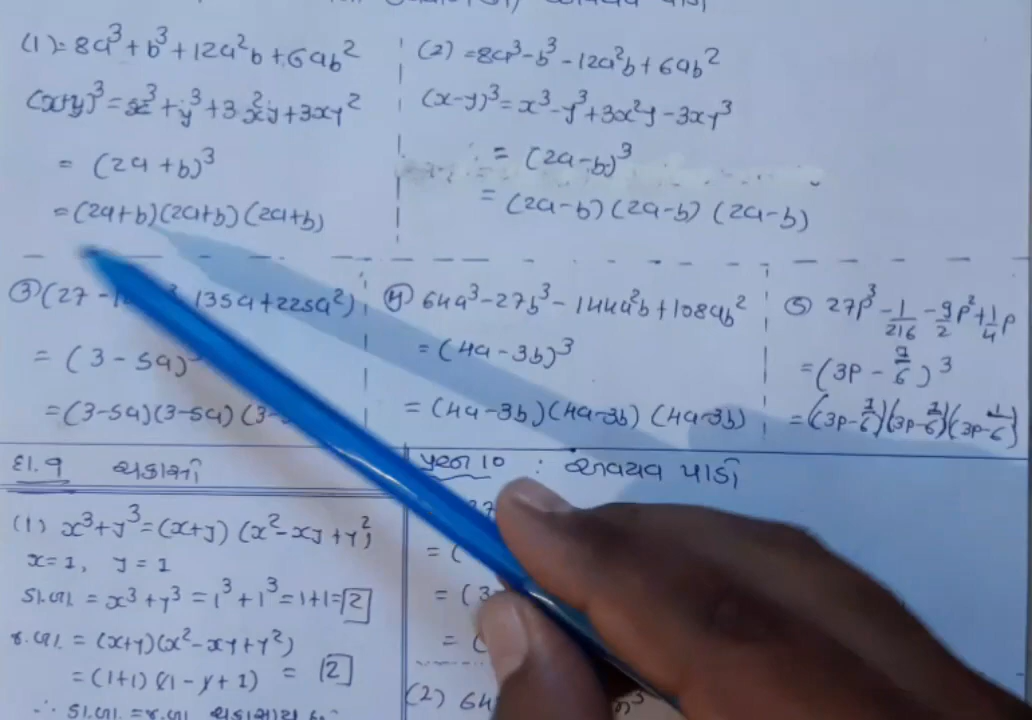 (1) = 8a³ + b³ + 12a²b + 6ab²
(x+y)³ = x³ + y³ + 3x²y + 3xy²
= (2a + b)³
= (2a+b)(2a+b)(2a+b)
(2) = 8a³ - b³ - 12a²b + 6ab²
(x-y)³ = x³ - y³ + 3x²y - 3xy³
= (2a-b)³
= (2a-b)(2a-b)(2a-b)
③ (27 - 135a + 225a²)
= (3 - 5a)
= (3-5a)(3-5a)(3-
④ 64a³ - 27b³ - 144a²b + 108ab²
= (4a - 3b)³
= (4a-3b)(4a-3b)(4a-3b)
⑤ 27p³ - 1/216 - 9/2p² + 1/4p
= (3p - 1/6)³
= (3p-1/6)(3p-1/6)(3p-1/6)
દા.9 ચકાસો
(1) x³+y³ = (x+y)(x²-xy+y²)
x=1, y=1
ડા.બા. = x³+y³ = 1³+1³ = 1+1 = 2
જ.બા. = (x+y)(x²-xy+y²)
= (1+1)(1-1+1) = 2
∴ ડા.બા. = જ.બા.
પ્રશ્ન 10 : અવયવ પાડો
= (
= (3
= (
(2) 64